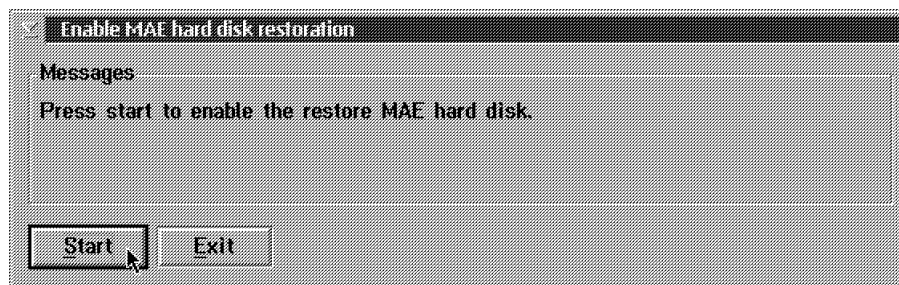 Enable MAE hard disk restoration
Messages
Press start to enable the restore MAE hard disk.
Start Exit